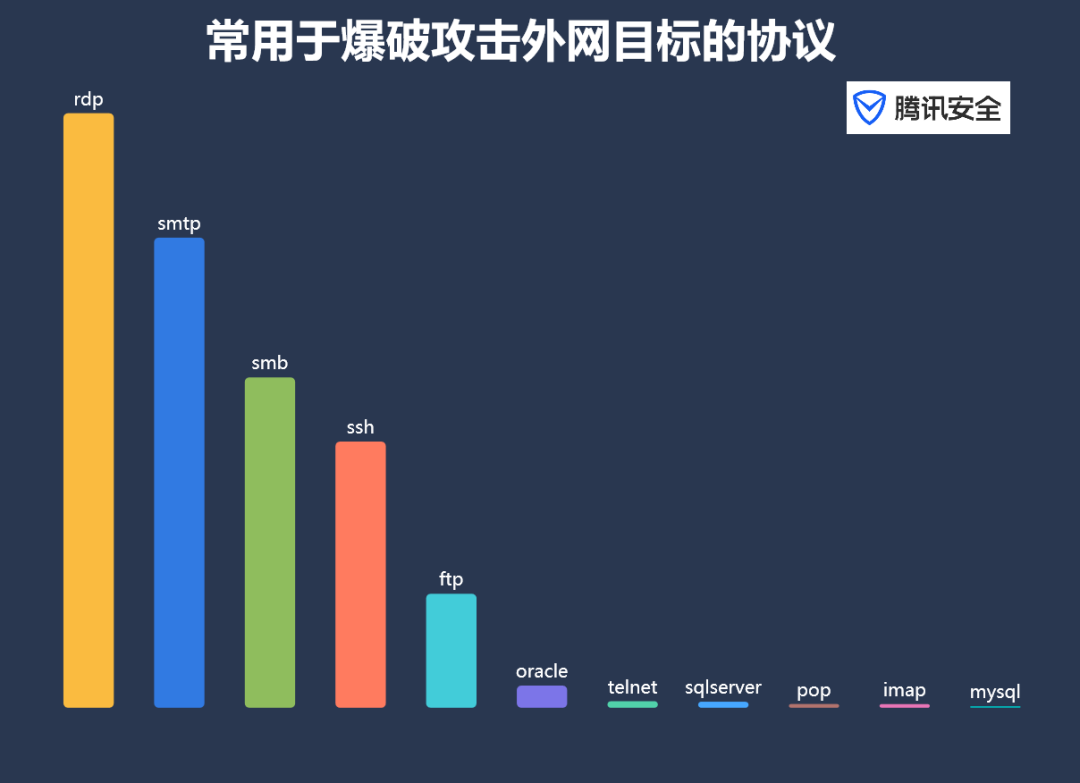 常用于爆破攻击外网目标的协议
腾讯安全
rdp
smtp
smb
ssh
ftp
oracle
telnet
sqlserver
pop
imap
mysql